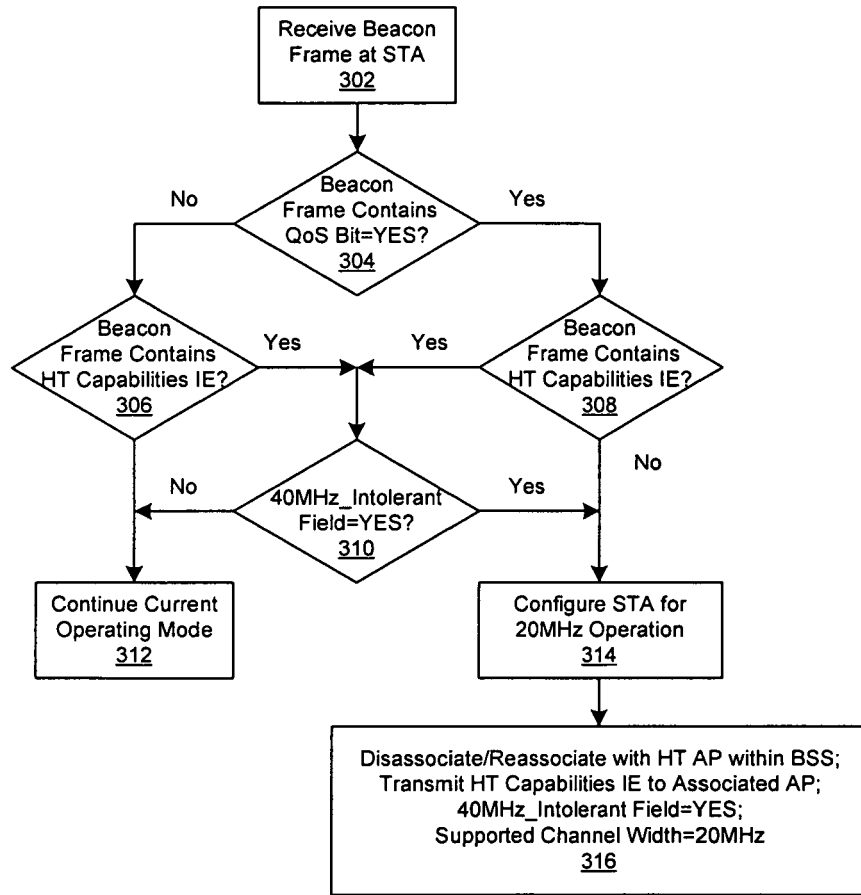 Receive Beacon
Frame at STA
302
Beacon
Frame Contains
QoS Bit=YES?
304
No
Yes
Beacon
Frame Contains
HT Capabilities IE?
306
Yes
Yes
Beacon
Frame Contains
HT Capabilities IE?
308
No
No
40MHz_Intolerant
Field=YES?
310
Yes
Continue Current
Operating Mode
312
Configure STA for
20MHz Operation
314
Disassociate/Reassociate with HT AP within BSS;
Transmit HT Capabilities IE to Associated AP;
40MHz_Intolerant Field=YES;
Supported Channel Width=20MHz
316